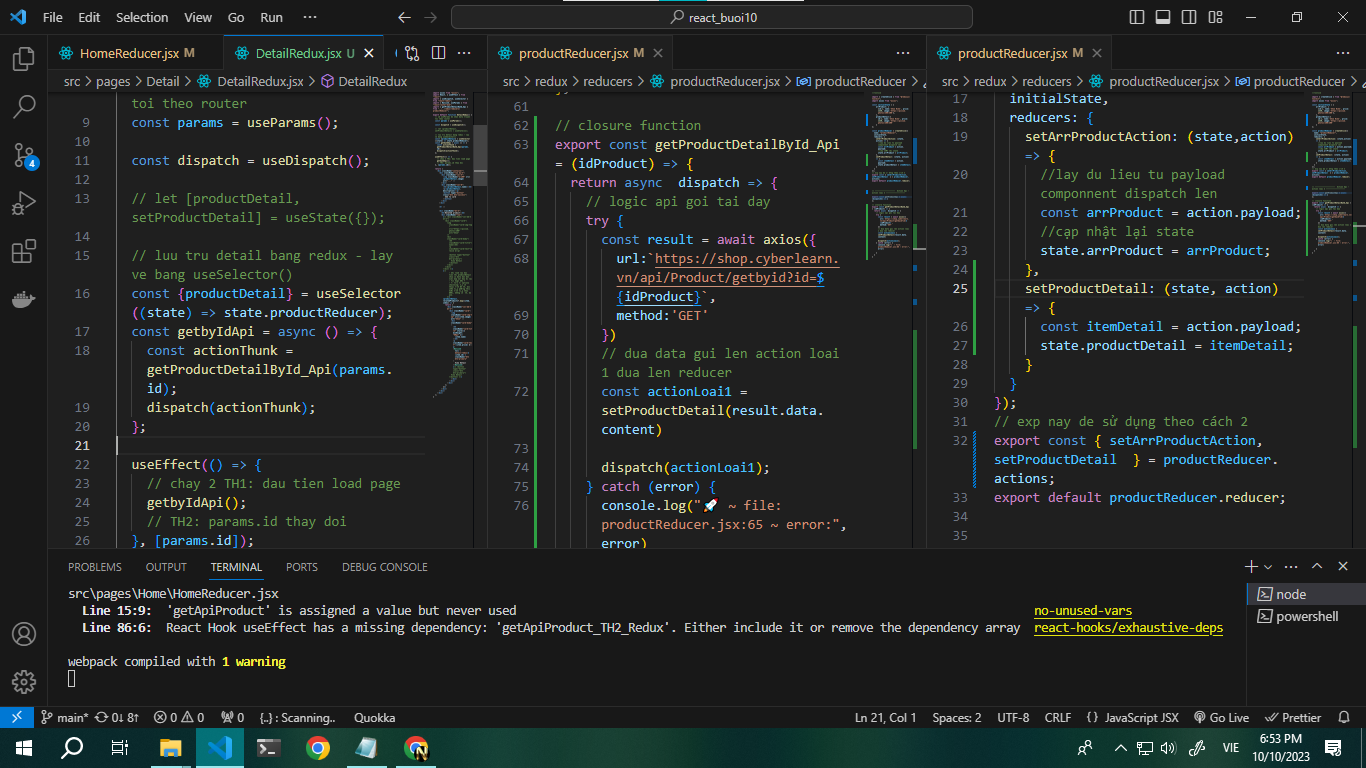 File Edit Selection View Go Run ···
react_buoi10
HomeReducer.jsx M
DetailRedux.jsx U
src > pages > Detail > DetailRedux.jsx > DetailRedux
toi theo router
9 const params = useParams();
10
11 const dispatch = useDispatch();
12
13 // let [productDetail,
setProductDetail] = useState({});
14
15 // luu tru detail bang redux - lay
ve bang useSelector()
16 const {productDetail} = useSelector
((state) => state.productReducer);
17 const getbyIdApi = async () => {
18 const actionThunk =
getProductDetailById_Api(params.
id);
19 dispatch(actionThunk);
20 };
21
22 useEffect(() => {
23 // chay 2 TH1: dau tien load page
24 getbyIdApi();
25 // TH2: params.id thay doi
26 }, [params.id]);
productReducer.jsx M
src > redux > reducers > productReducer.jsx > productReducer
61
62 // closure function
63 export const getProductDetailById_Api
= (idProduct) => {
64 return async dispatch => {
65 // logic api goi tai day
66 try {
67 const result = await axios({
68 url:`https://shop.cyberlearn.
vn/api/Product/getbyid?id=$
{idProduct}`,
69 method:'GET'
70 })
71 // dua data gui len action loai
1 dua len reducer
72 const actionLoai1 =
setProductDetail(result.data.
content)
73
74 dispatch(actionLoai1);
75 } catch (error) {
76 console.log("🚀 ~ file:
productReducer.jsx:65 ~ error:",
error)
productReducer.jsx M
src > redux > reducers > productReducer.jsx > productReducer
17 initialState,
18 reducers: {
19 setArrProductAction: (state,action)
=> {
20 //lay du lieu tu payload
componnent dispatch len
21 const arrProduct = action.payload;
22 //cạp nhật lại state
23 state.arrProduct = arrProduct;
24 },
25 setProductDetail: (state, action)
=> {
26 const itemDetail = action.payload;
27 state.productDetail = itemDetail;
28 }
29 }
30 });
31 // exp nay de sử dụng theo cách 2
32 export const { setArrProductAction,
setProductDetail } = productReducer.
actions;
33 export default productReducer.reducer;
34
35
PROBLEMS OUTPUT TERMINAL PORTS DEBUG CONSOLE
src\pages\Home\HomeReducer.jsx
Line 15:9: 'getApiProduct' is assigned a value but never used no-unused-vars
Line 86:6: React Hook useEffect has a missing dependency: 'getApiProduct_TH2_Redux'. Either include it or remove the dependency array react-hooks/exhaustive-deps
webpack compiled with 1 warning
node
powershell
4
main* 0↓ 8↑ 0 0 0 {..} : Scanning.. Quokka
Ln 21, Col 1 Spaces: 2 UTF-8 CRLF {} JavaScript JSX Go Live Prettier
VIE
6:53 PM
10/10/2023